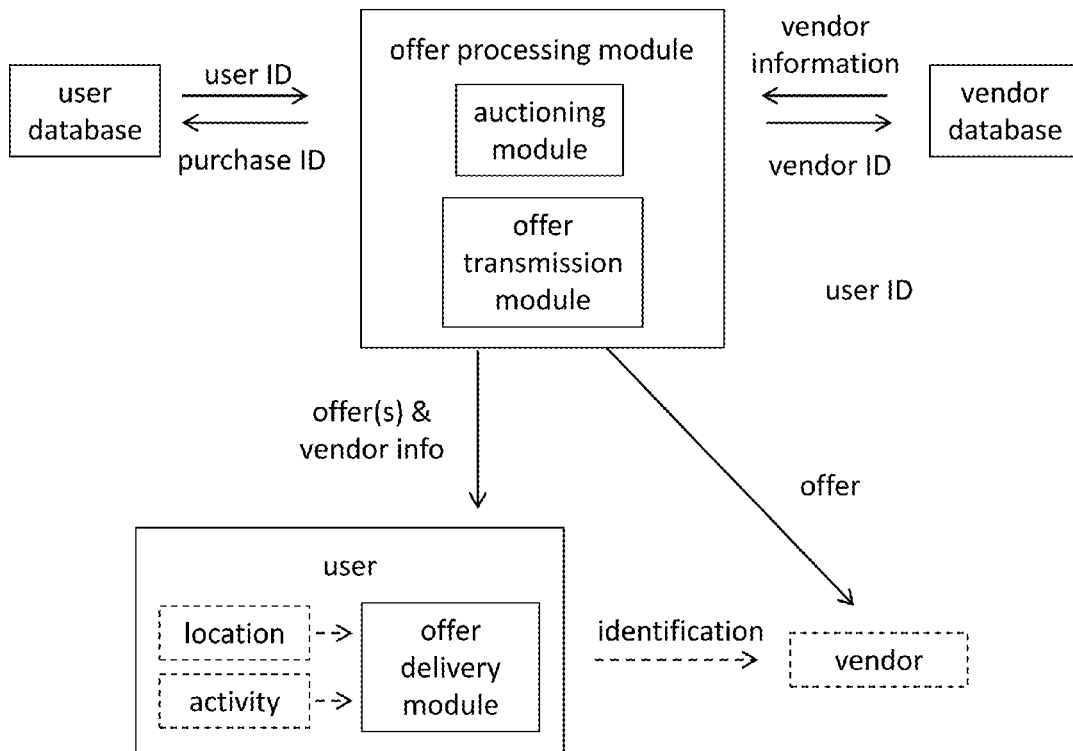 offer processing module
auctioning
module
offer
transmission
module
user
database
user ID
purchase ID
vendor
information
vendor ID
vendor
database
user ID
offer(s) &
vendor info
offer
user
location
activity
offer
delivery
module
identification
vendor